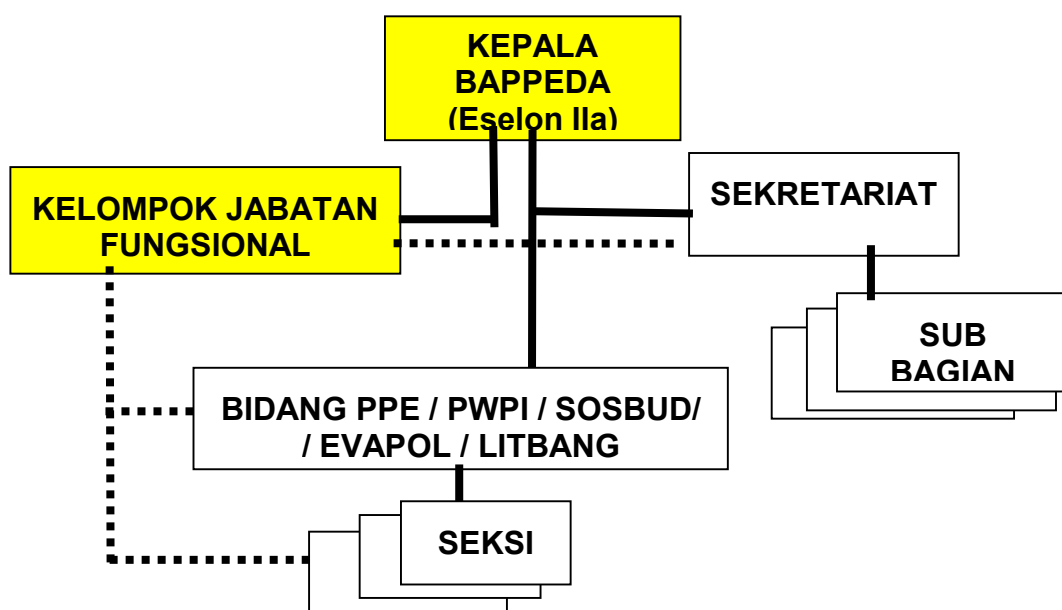 KEPALA
BAPPEDA
(Eselon IIa)
KELOMPOK JABATAN
FUNGSIONAL
SEKRETARIAT
SUB
BAGIAN
BIDANG PPE / PWPI / SOSBUD/
/ EVAPOL / LITBANG
SEKSI